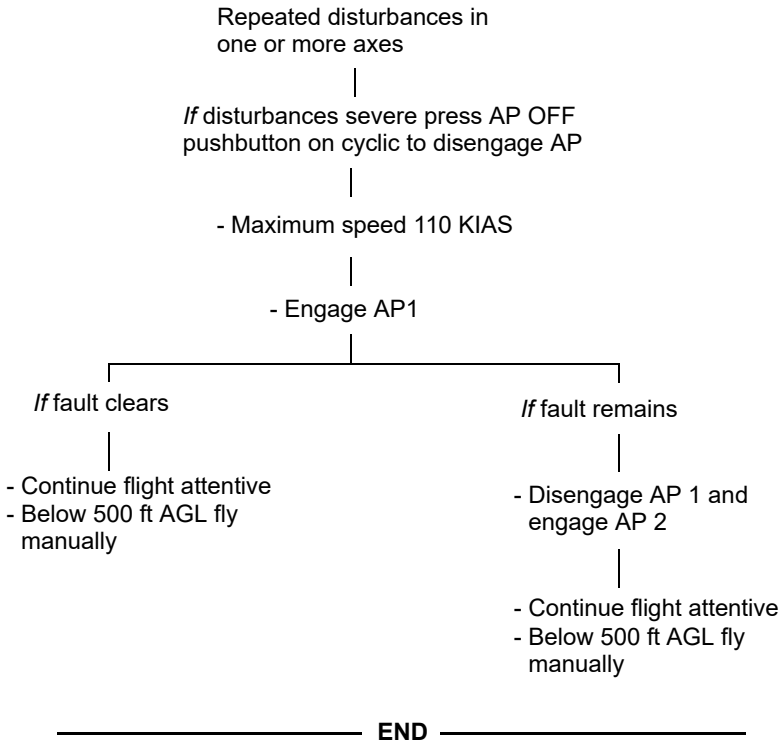 Repeated disturbances in
one or more axes
If disturbances severe press AP OFF
pushbutton on cyclic to disengage AP
- Maximum speed 110 KIAS
- Engage AP1
If fault clears
- Continue flight attentive
- Below 500 ft AGL fly
manually
If fault remains
- Disengage AP 1 and
engage AP 2
- Continue flight attentive
- Below 500 ft AGL fly
manually
END